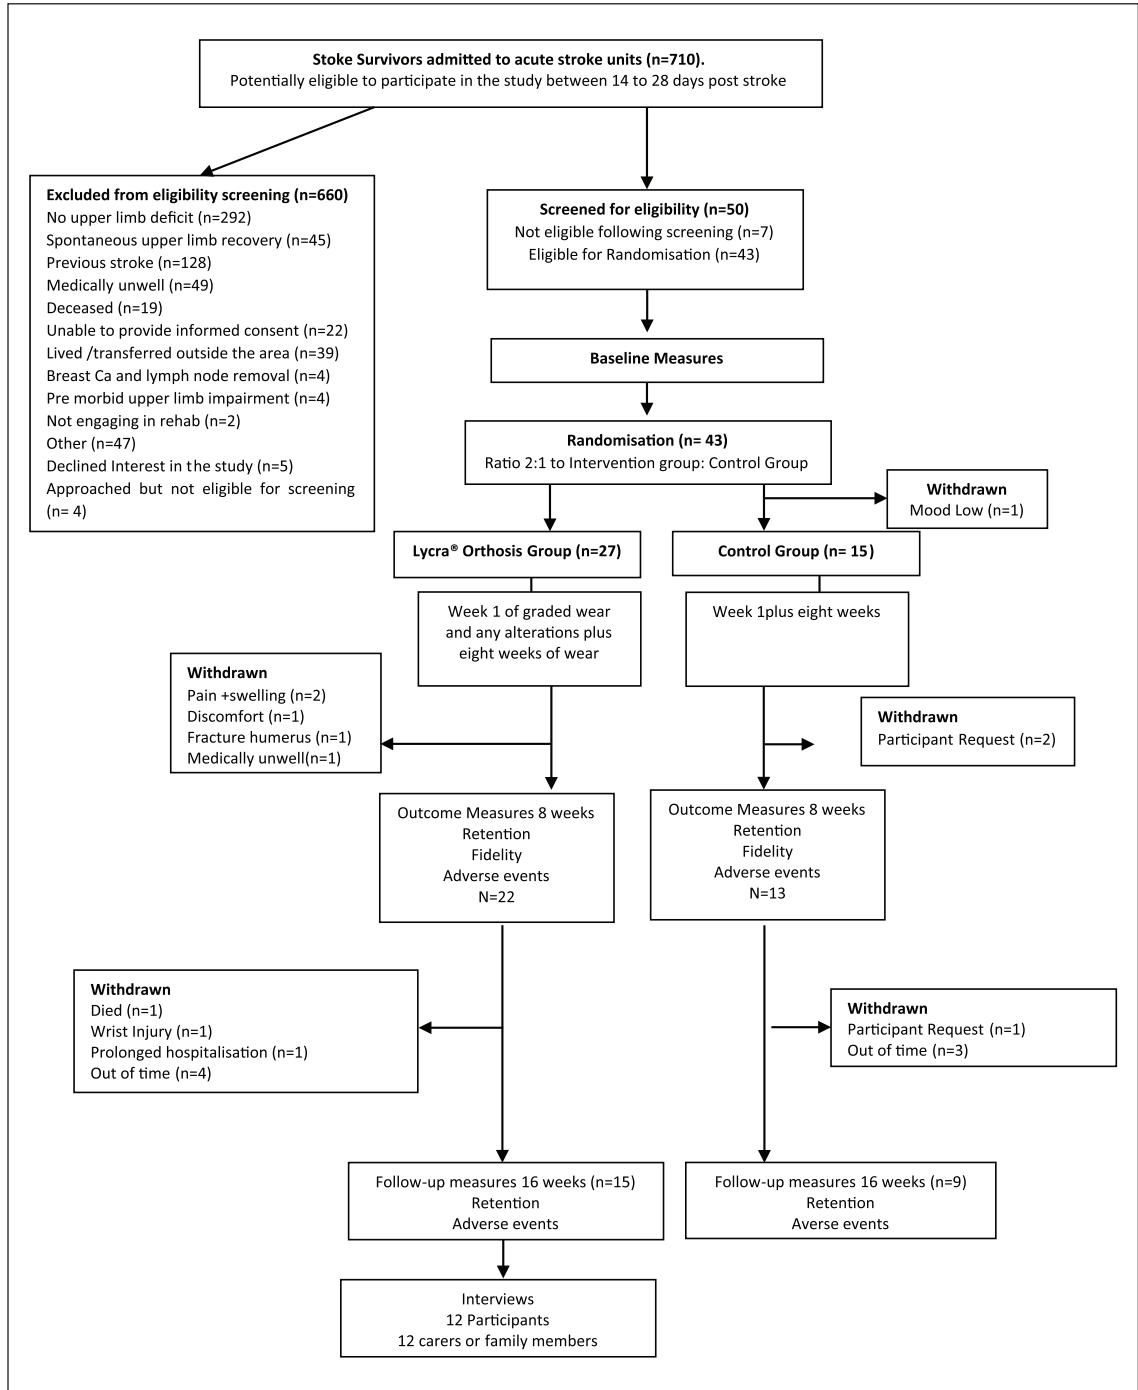 Stoke Survivors admitted to acute stroke units (n=710).
Potentially eligible to participate in the study between 14 to 28 days post stroke
Excluded from eligibility screening (n=660)
No upper limb deficit (n=292)
Spontaneous upper limb recovery (n=45)
Previous stroke (n=128)
Medically unwell (n=49)
Deceased (n=19)
Unable to provide informed consent (n=22)
Lived /transferred outside the area (n=39)
Breast Ca and lymph node removal (n=4)
Pre morbid upper limb impairment (n=4)
Not engaging in rehab (n=2)
Other (n=47)
Declined Interest in the study (n=5)
Approached but not eligible for screening
(n= 4)
Screened for eligibility (n=50)
Not eligible following screening (n=7)
Eligible for Randomisation (n=43)
Baseline Measures
Randomisation (n= 43)
Ratio 2:1 to Intervention group: Control Group
Withdrawn
Mood Low (n=1)
Lycra® Orthosis Group (n=27)
Control Group (n= 15)
Week 1 of graded wear
and any alterations plus
eight weeks of wear
Week 1plus eight weeks
Withdrawn
Pain +swelling (n=2)
Discomfort (n=1)
Fracture humerus (n=1)
Medically unwell(n=1)
Withdrawn
Participant Request (n=2)
Outcome Measures 8 weeks
Retention
Fidelity
Adverse events
N=22
Outcome Measures 8 weeks
Retention
Fidelity
Adverse events
N=13
Withdrawn
Died (n=1)
Wrist Injury (n=1)
Prolonged hospitalisation (n=1)
Out of time (n=4)
Withdrawn
Participant Request (n=1)
Out of time (n=3)
Follow-up measures 16 weeks (n=15)
Retention
Adverse events
Follow-up measures 16 weeks (n=9)
Retention
Averse events
Interviews
12 Participants
12 carers or family members